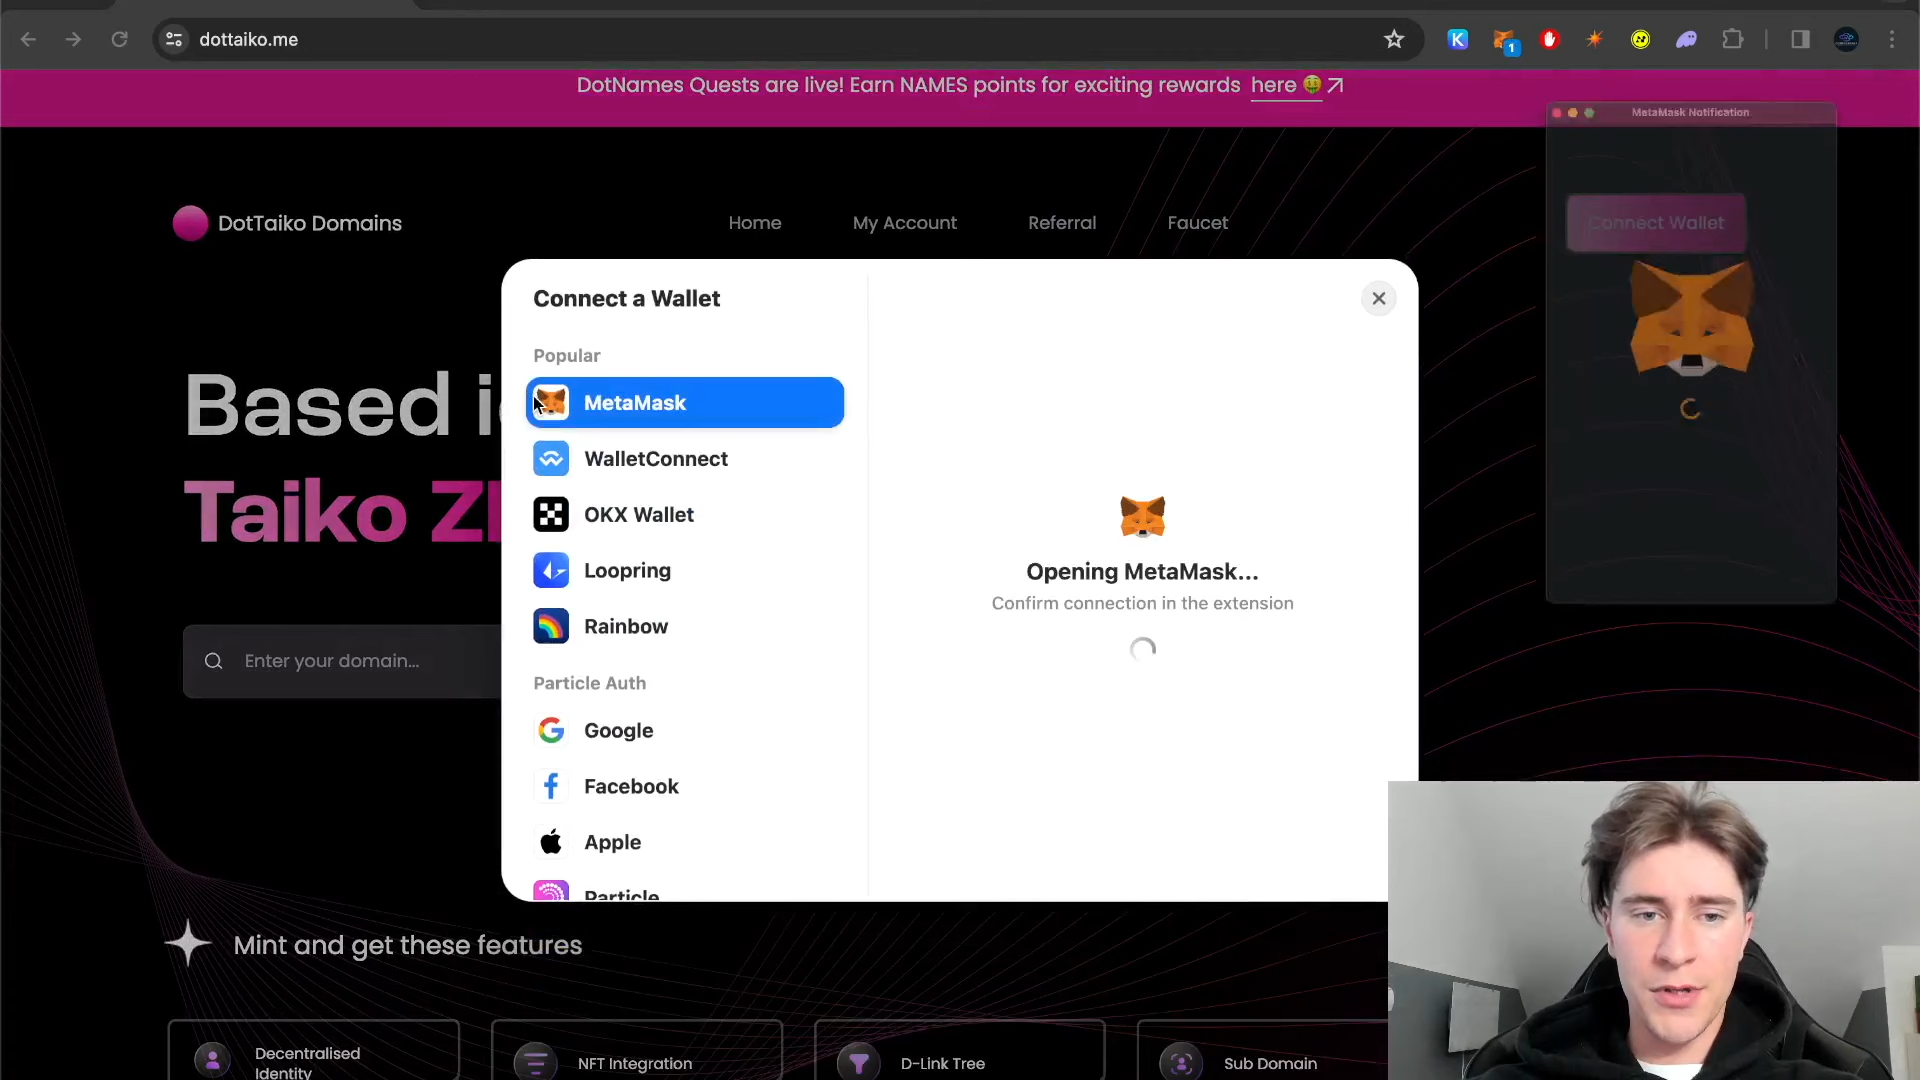 dottaiko.me
1
DotNames Quests are live! Earn NAMES points for exciting rewards here 🤑
MetaMask Notification
DotTaiko Domains
Home
My Account
Referral
Faucet
Connect Wallet
Based i
Taiko Z
Enter your domain...
Connect a Wallet
Popular
MetaMask
WalletConnect
OKX Wallet
Loopring
Rainbow
Particle Auth
Google
Facebook
Apple
Particle
Opening MetaMask...
Confirm connection in the extension
Mint and get these features
Decentralised
Identity
NFT Integration
D-Link Tree
Sub Domain